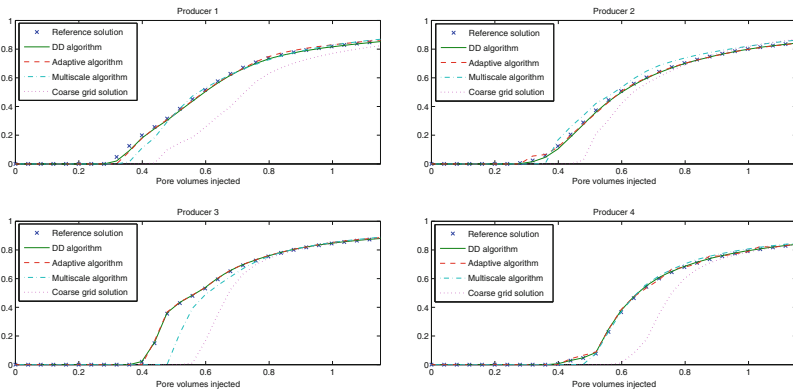 Producer 1
1
0.8
0.6
0.4
0.2
0
Reference solution
DD algorithm
Adaptive algorithm
Multiscale algorithm
Coarse grid solution
0 0.2 0.4 0.6 0.8 1
Pore volumes injected
Producer 2
1
0.8
0.6
0.4
0.2
0
Reference solution
DD algorithm
Adaptive algorithm
Multiscale algorithm
Coarse grid solution
0 0.2 0.4 0.6 0.8 1
Pore volumes injected
Producer 3
1
0.8
0.6
0.4
0.2
0
Reference solution
DD algorithm
Adaptive algorithm
Multiscale algorithm
Coarse grid solution
0 0.2 0.4 0.6 0.8 1
Pore volumes injected
Producer 4
1
0.8
0.6
0.4
0.2
0
Reference solution
DD algorithm
Adaptive algorithm
Multiscale algorithm
Coarse grid solution
0 0.2 0.4 0.6 0.8 1
Pore volumes injected